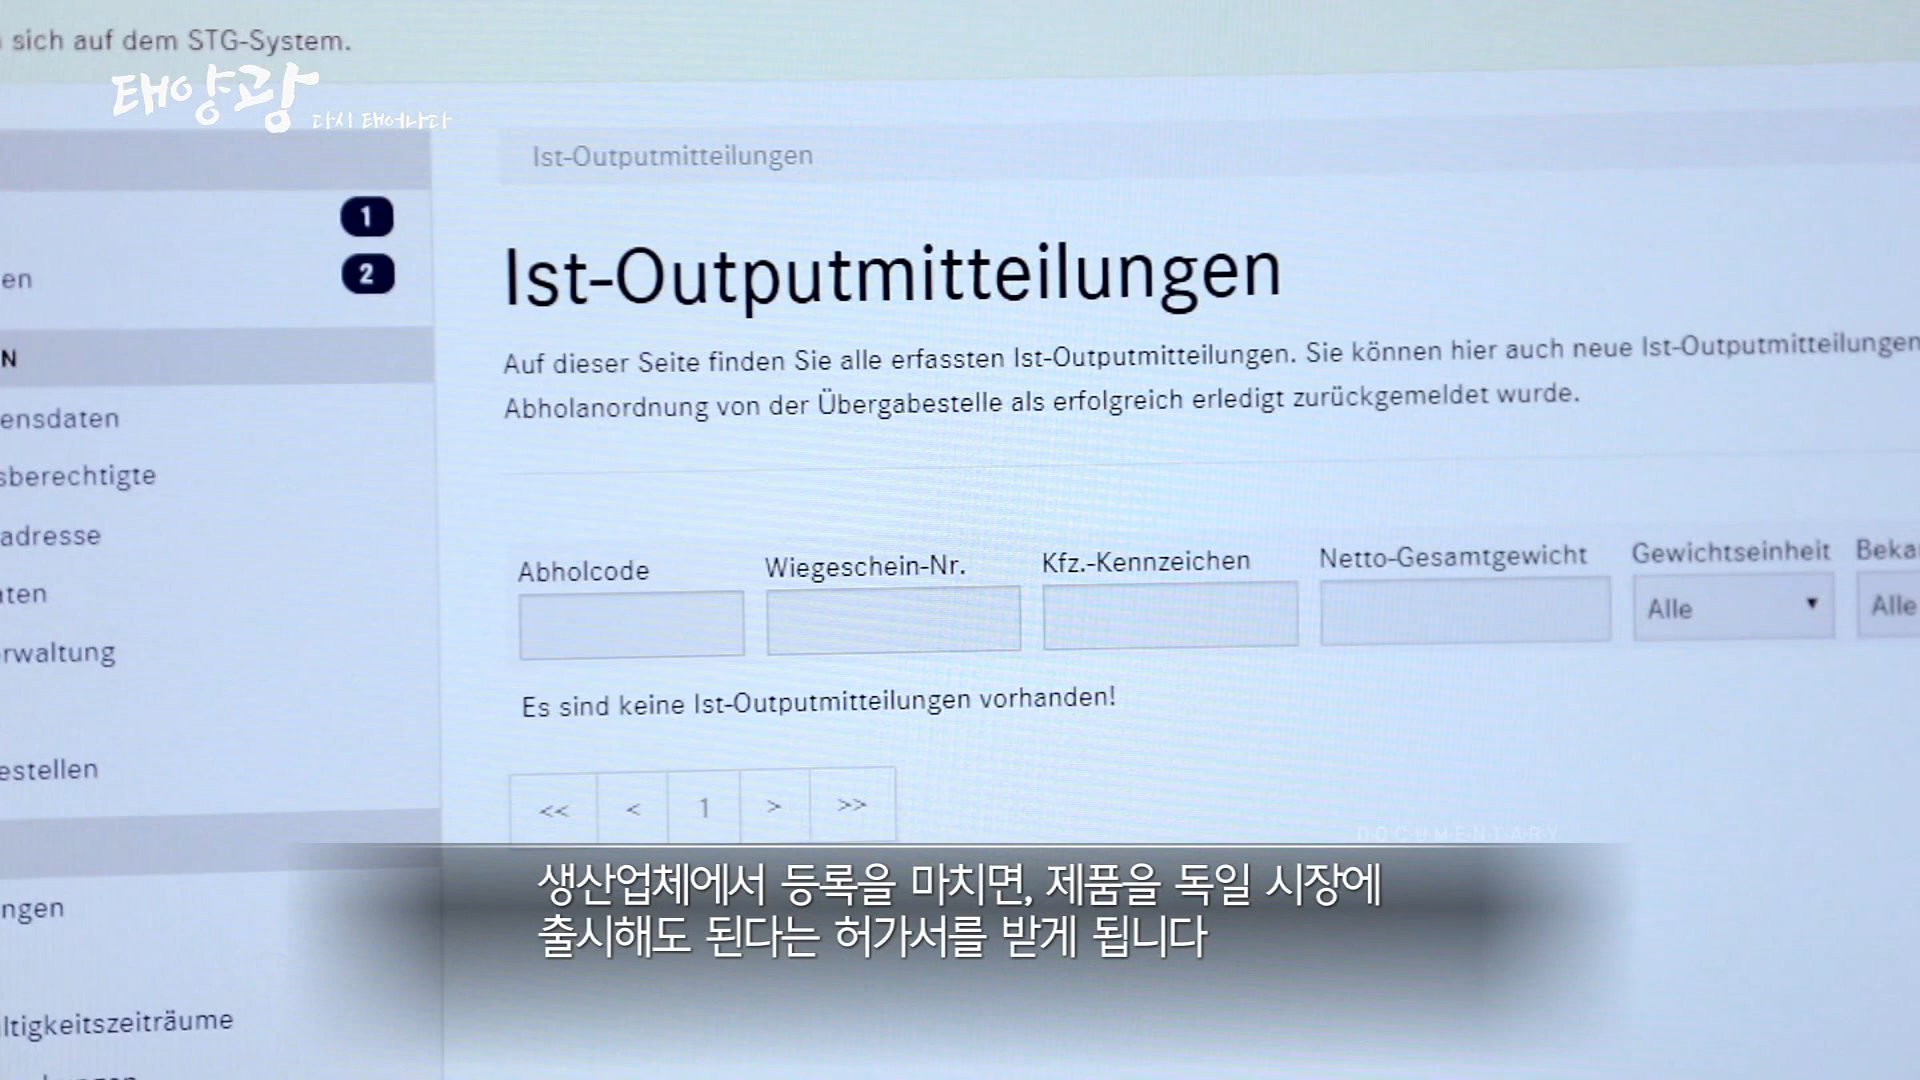 sich auf dem STG-System.
태양광 다시 태어나다
Ist-Outputmitteilungen
1
en
2
Ist-Outputmitteilungen
N
Auf dieser Seite finden Sie alle erfassten Ist-Outputmitteilungen. Sie können hier auch neue Ist-Outputmitteilungen
Abholanordnung von der Übergabestelle als erfolgreich erledigt zurückgemeldet wurde.
ensdaten
sberechtigte
adresse
Abholcode
Wiegeschein-Nr.
Kfz.-Kennzeichen
Netto-Gesamtgewicht
Gewichtseinheit
Beka
Alle
Alle
ten
rwaltung
Es sind keine Ist-Outputmitteilungen vorhanden!
estellen
<< < 1 > >>
DOCUMENTARY
생산업체에서 등록을 마치면, 제품을 독일 시장에
출시해도 된다는 허가서를 받게 됩니다
ngen
ltigkeitszeiträume